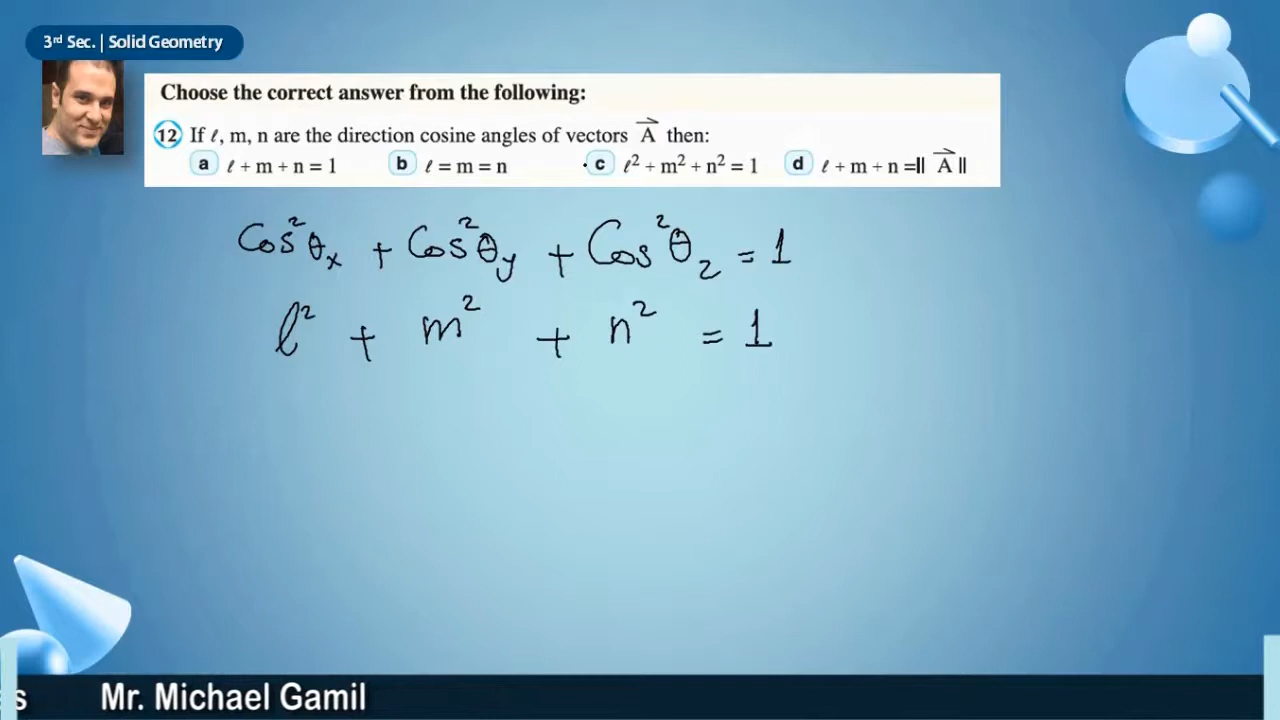 3rd Sec. | Solid Geometry
Choose the correct answer from the following:
12 If ℓ, m, n are the direction cosine angles of vectors A⃗ then:
a ℓ + m + n = 1 b ℓ = m = n c ℓ² + m² + n² = 1 d ℓ + m + n =|| A⃗ ||
Cos²θx + Cos²θy + Cos²θz = 1
ℓ² + m² + n² = 1
s Mr. Michael Gamil